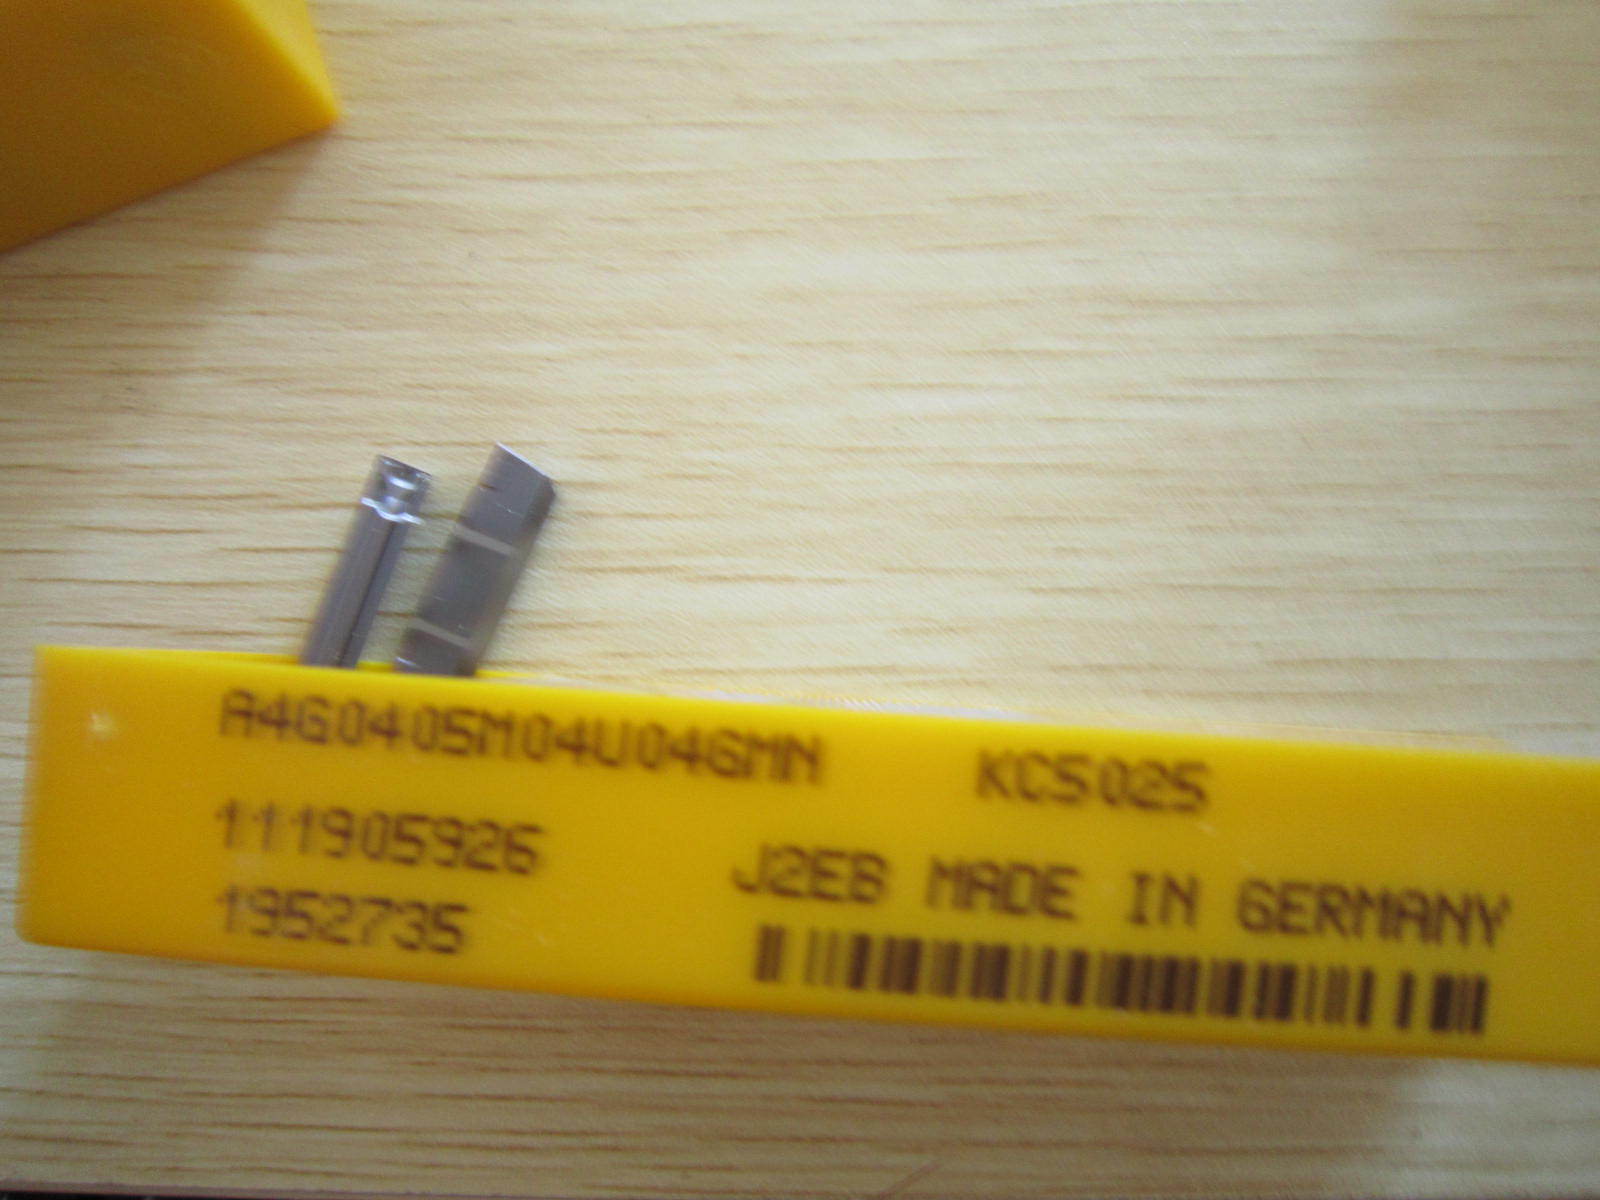 A4G0405M04U04GMN KC5025
111905926
J2EB MADE IN GERMANY
1952735